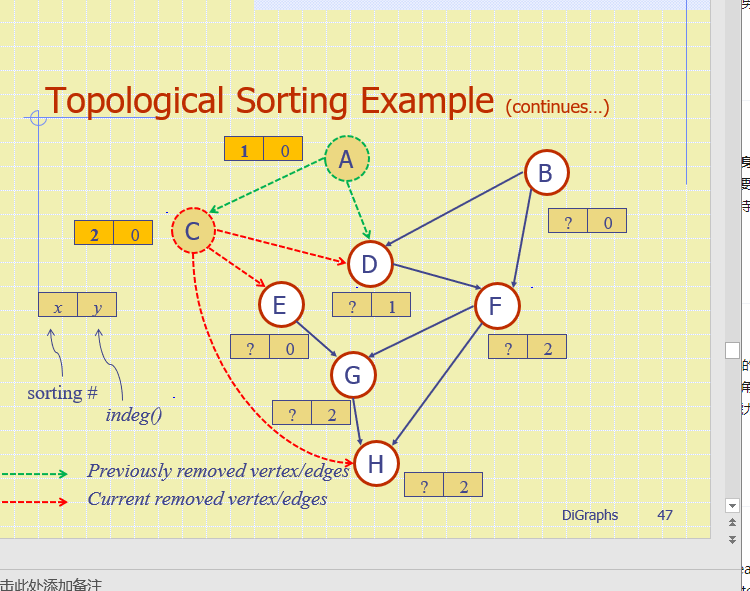 Topological Sorting Example (continues...)
1 0
A
B
? 0
2 0
C
D
E
F
x y
? 1
? 0
? 2
sorting #
indeg()
G
? 2
H
? 2
Previously removed vertex/edges
Current removed vertex/edges
DiGraphs 47
击此处添加备注